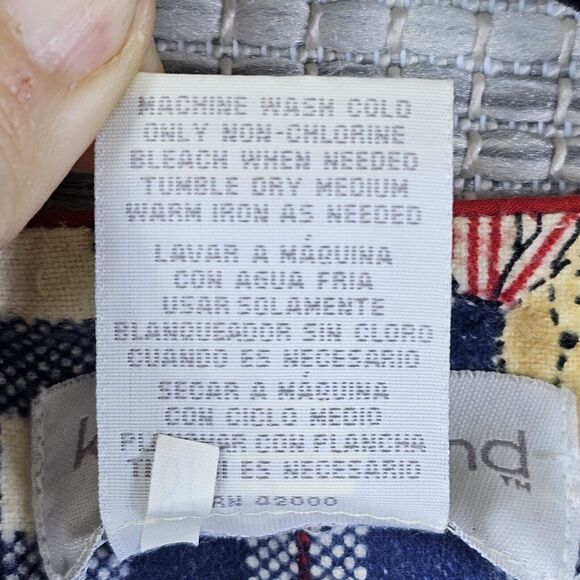 MACHINE WASH COLD
ONLY NON-CHLORINE
BLEACH WHEN NEEDED
TUMBLE DRY MEDIUM
WARM IRON AS NEEDED
LAVAR A MÁQUINA
CON AGUA FRIA
USAR SOLAMENTE
BLANQUEADOR SIN CLORO
CUANDO ES NECESARIO
SECAR A MÁQUINA
CON CICLO MEDIO
CON PLANCHA
ES NECESARIO
RN 42000